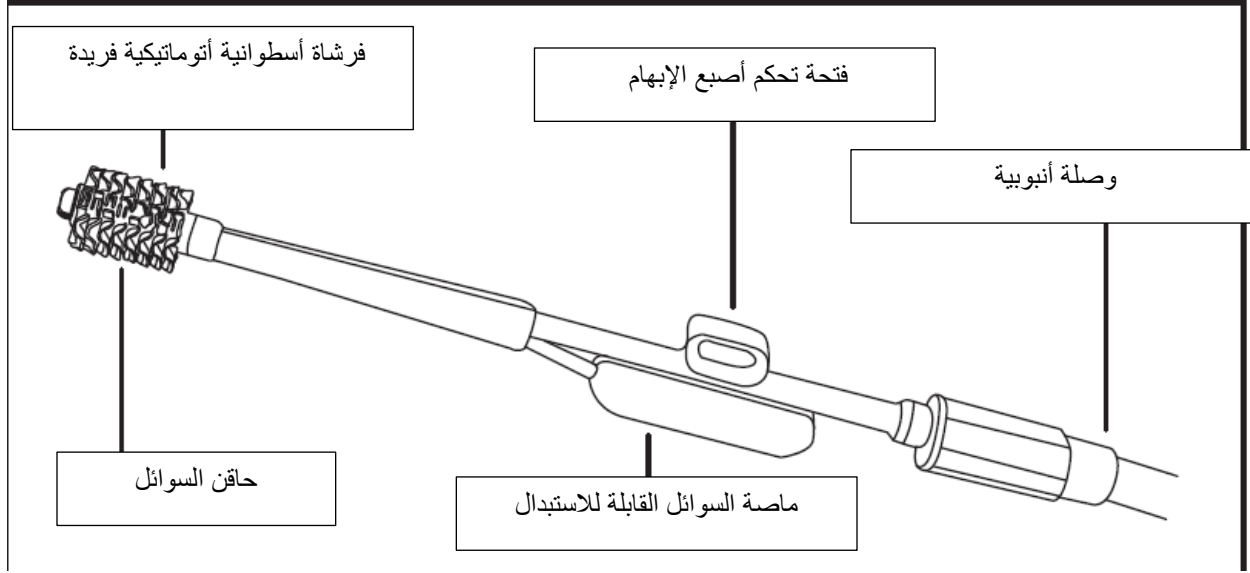 فرشاة أسطوانية أتوماتيكية فريدة
فتحة تحكم أصبع الإبهام
وصلة أنبوبية
حاقن السوائل
ماصة السوائل القابلة للاستبدال